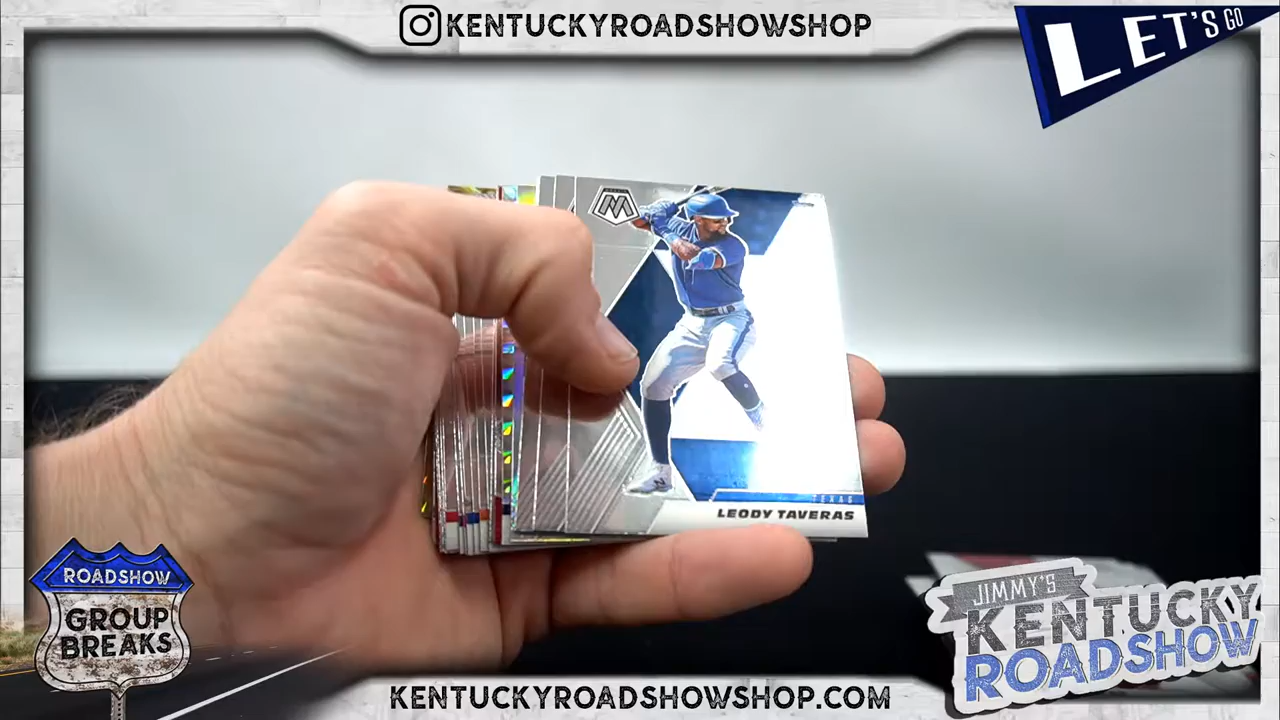 KENTUCKYROADSHOWSHOP
LET'S GO
TEXAS
LEODY TAVERAS
ROADSHOW
GROUP
BREAKS
JIMMY'S
KENTUCKY
ROADSHOW
KENTUCKYROADSHOWSHOP.COM